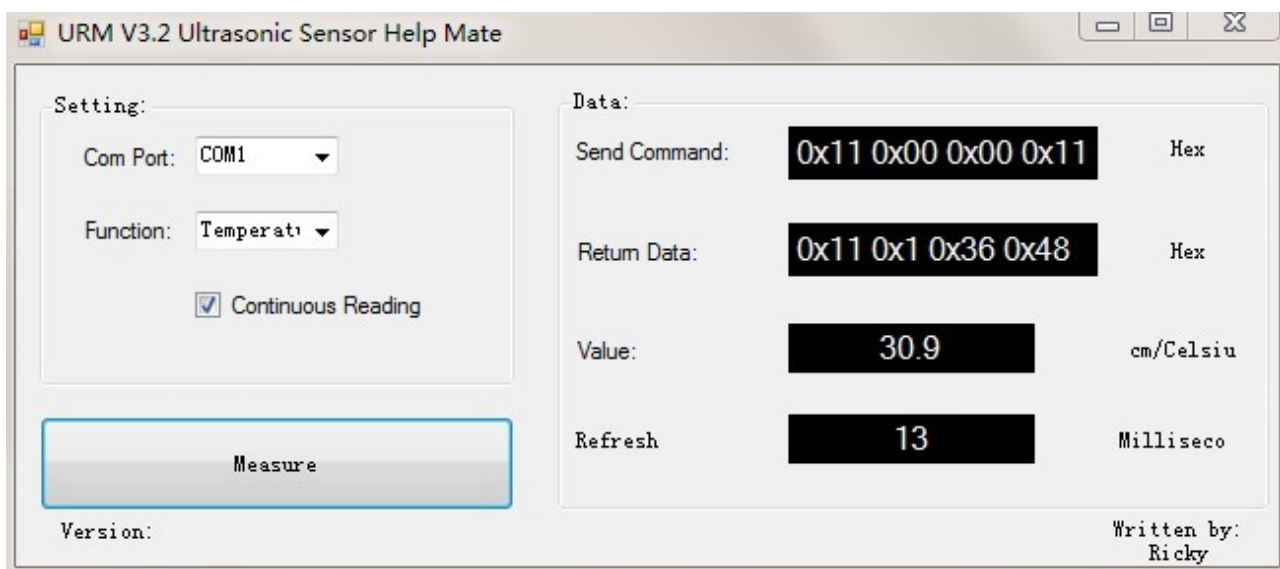 URM V3.2 Ultrasonic Sensor Help Mate
Setting:
Com Port: COM1
Function: Temperatu
Continuous Reading
Measure
Version:
Data:
Send Command: 0x11 0x00 0x00 0x11 Hex
Return Data: 0x11 0x1 0x36 0x48 Hex
Value: 30.9 cm/Celsiu
Refresh 13 Milliseco
Written by:
Ricky